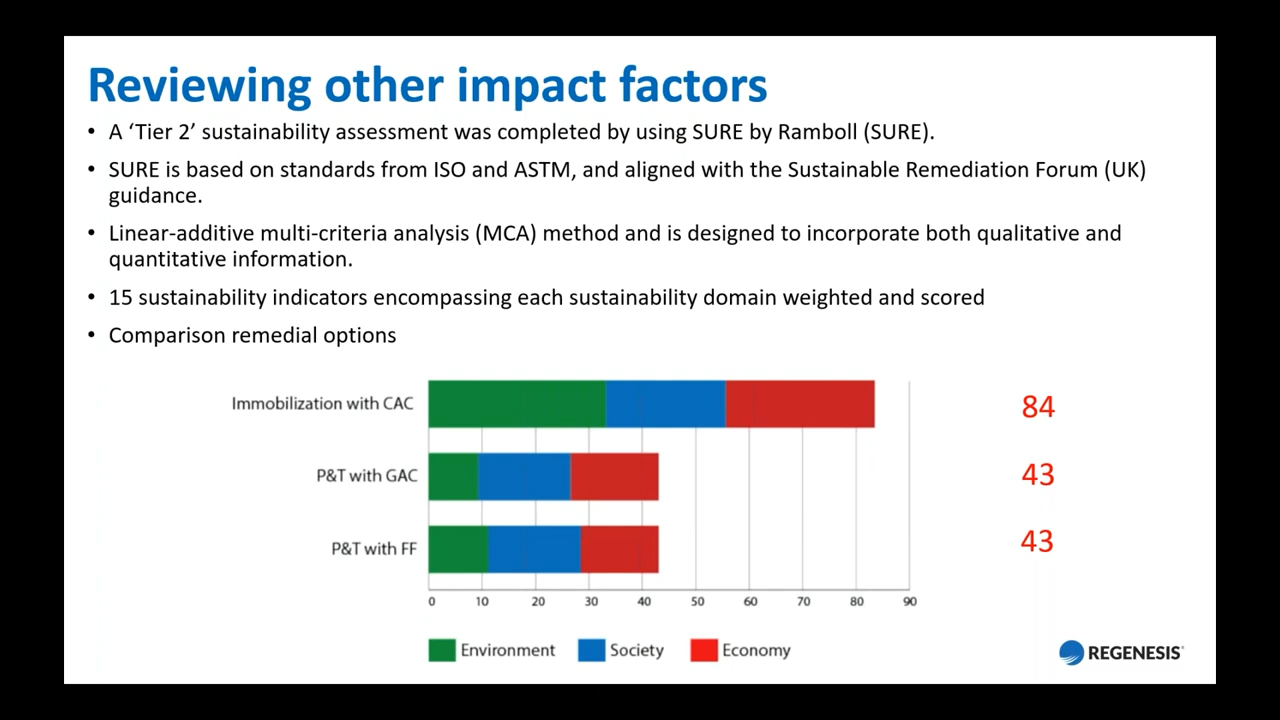 Reviewing other impact factors
• A ‘Tier 2’ sustainability assessment was completed by using SURE by Ramboll (SURE).
• SURE is based on standards from ISO and ASTM, and aligned with the Sustainable Remediation Forum (UK)
guidance.
• Linear-additive multi-criteria analysis (MCA) method and is designed to incorporate both qualitative and
quantitative information.
• 15 sustainability indicators encompassing each sustainability domain weighted and scored
• Comparison remedial options
Immobilization with CAC
84
P&T with GAC
43
P&T with FF
43
0 10 20 30 40 50 60 70 80 90
Environment Society Economy
REGENESIS®